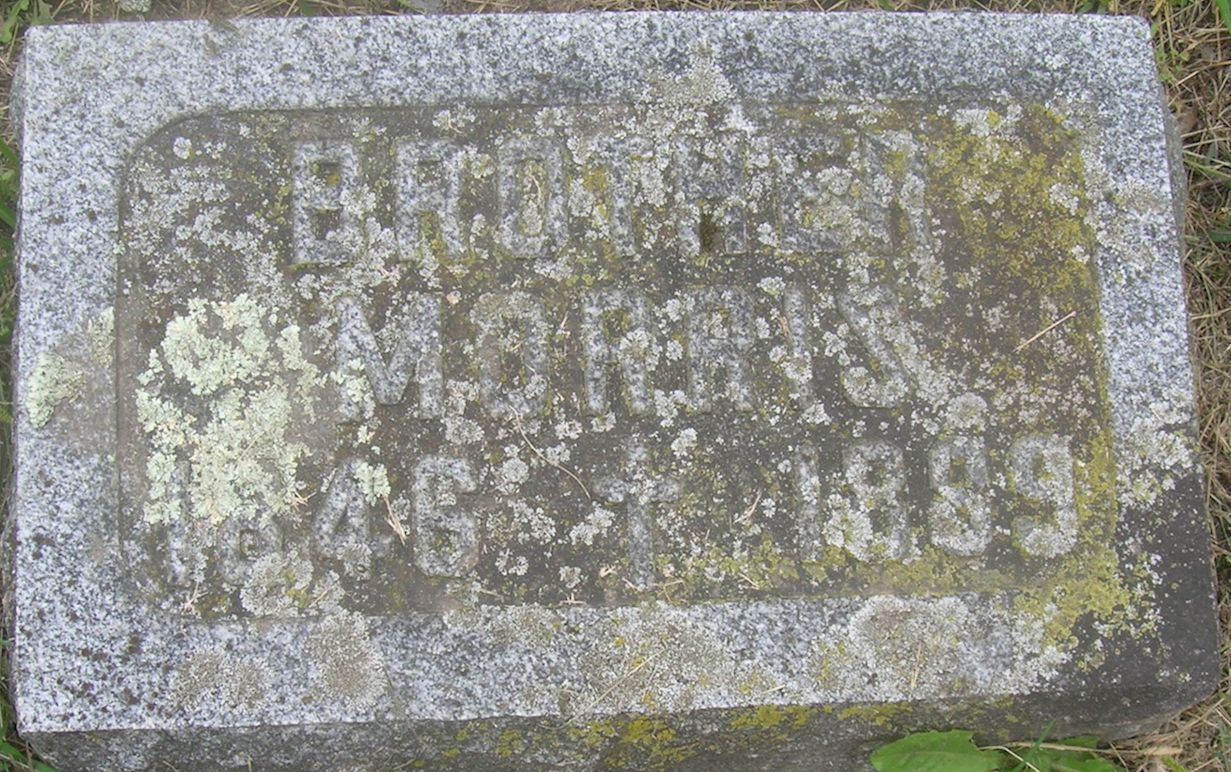 BROTHER
MORRIS
1846 † 1899